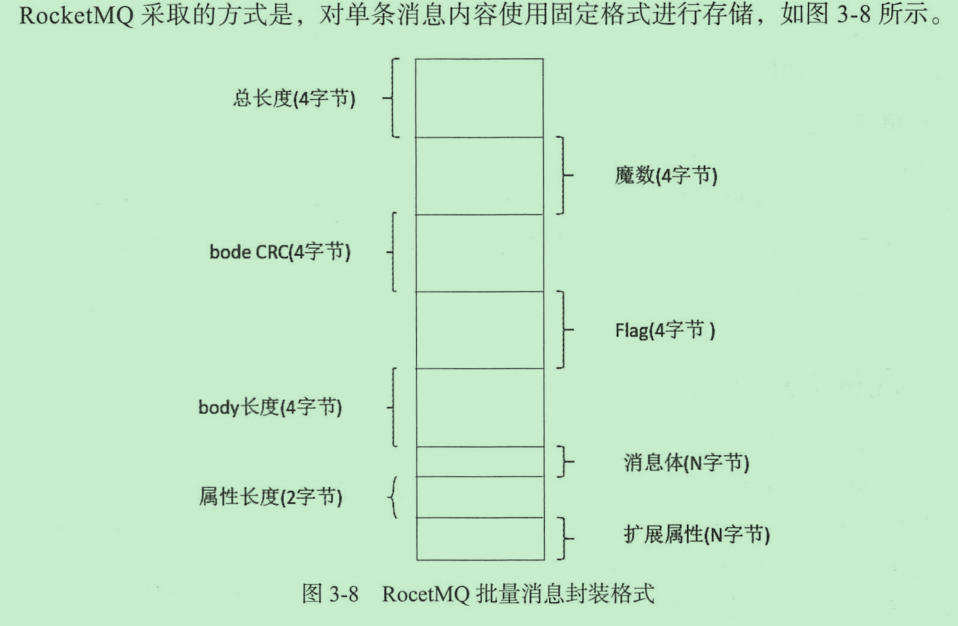 RocketMQ 采取的方式是，对单条消息内容使用固定格式进行存储，如图 3-8 所示。
总长度(4字节)
魔数(4字节)
bode CRC(4字节)
Flag(4字节 )
body长度(4字节)
消息体(N字节)
属性长度(2字节)
扩展属性(N字节)
图 3-8 RocetMQ 批量消息封装格式